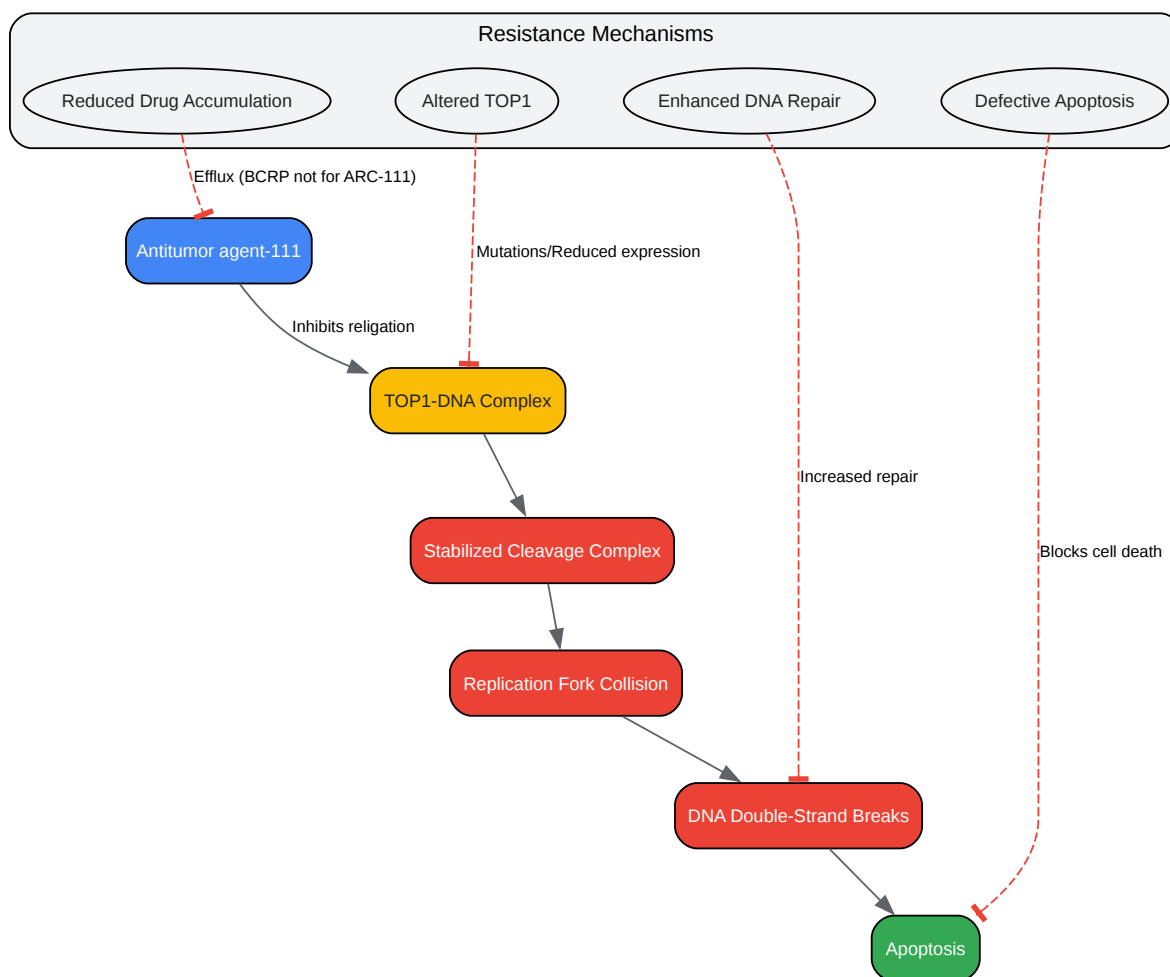 Resistance Mechanisms
Reduced Drug Accumulation
Altered TOP1
Enhanced DNA Repair
Defective Apoptosis
Efflux (BCRP not for ARC-111)
Antitumor agent-111
Mutations/Reduced expression
Inhibits religation
TOP1-DNA Complex
Increased repair
Stabilized Cleavage Complex
Blocks cell death
Replication Fork Collision
DNA Double-Strand Breaks
Apoptosis